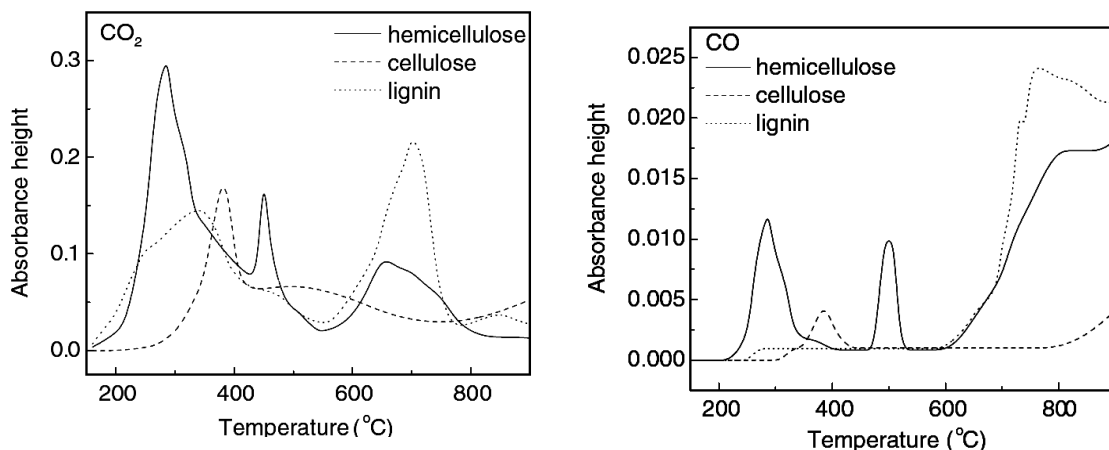 CO2
hemicellulose
cellulose
lignin
0.3
0.2
0.1
0.0
Absorbance height
200 400 600 800
Temperature (°C)
CO
hemicellulose
cellulose
lignin
0.025
0.020
0.015
0.010
0.005
0.000
Absorbance height
200 400 600 800
Temperature (°C)